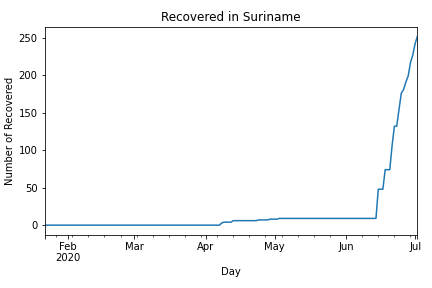 Recovered in Suriname
Number of Recovered
250
200
150
100
50
0
Feb
2020
Mar
Apr
May
Jun
Jul
Day